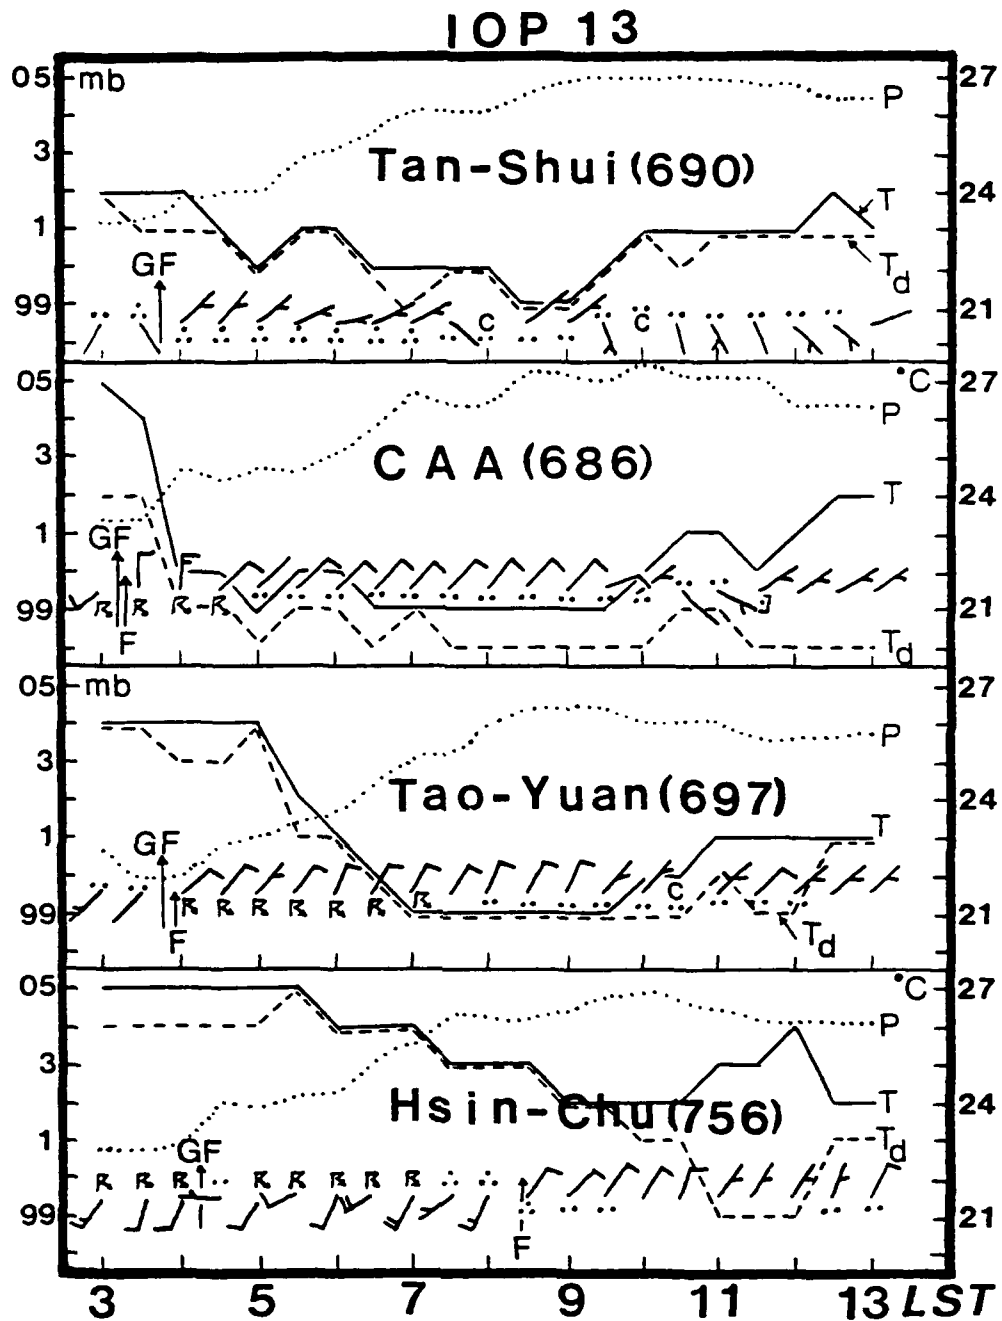 IOP 13
05 mb 27
P
3
Tan-Shui (690)
24
T
1
GF
Td
99 C C 21
05 °C 27
P
3
CAA (686)
24
T
1
GF F
99 R R R-R 21
F Td
05 mb 27
P
3
Tao-Yuan (697)
24
1 T
GF
C
99 R R R R R R R 21
F Td
05 °C 27
P
3
Hsin-Chu (756)
24
T
1 GF Td
R R R R R R R R
99 21
F
3 5 7 9 11 13 LST